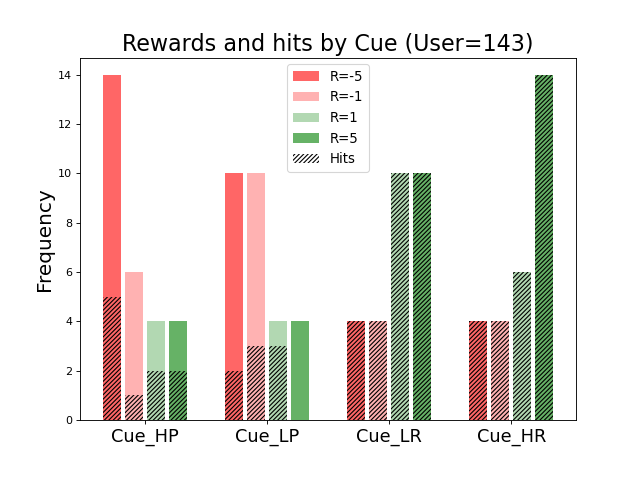 Rewards and hits by Cue (User=143)
R=-5
R=-1
R=1
R=5
Hits
Frequency
14
12
10
8
6
4
2
0
Cue_HP
Cue_LP
Cue_LR
Cue_HR